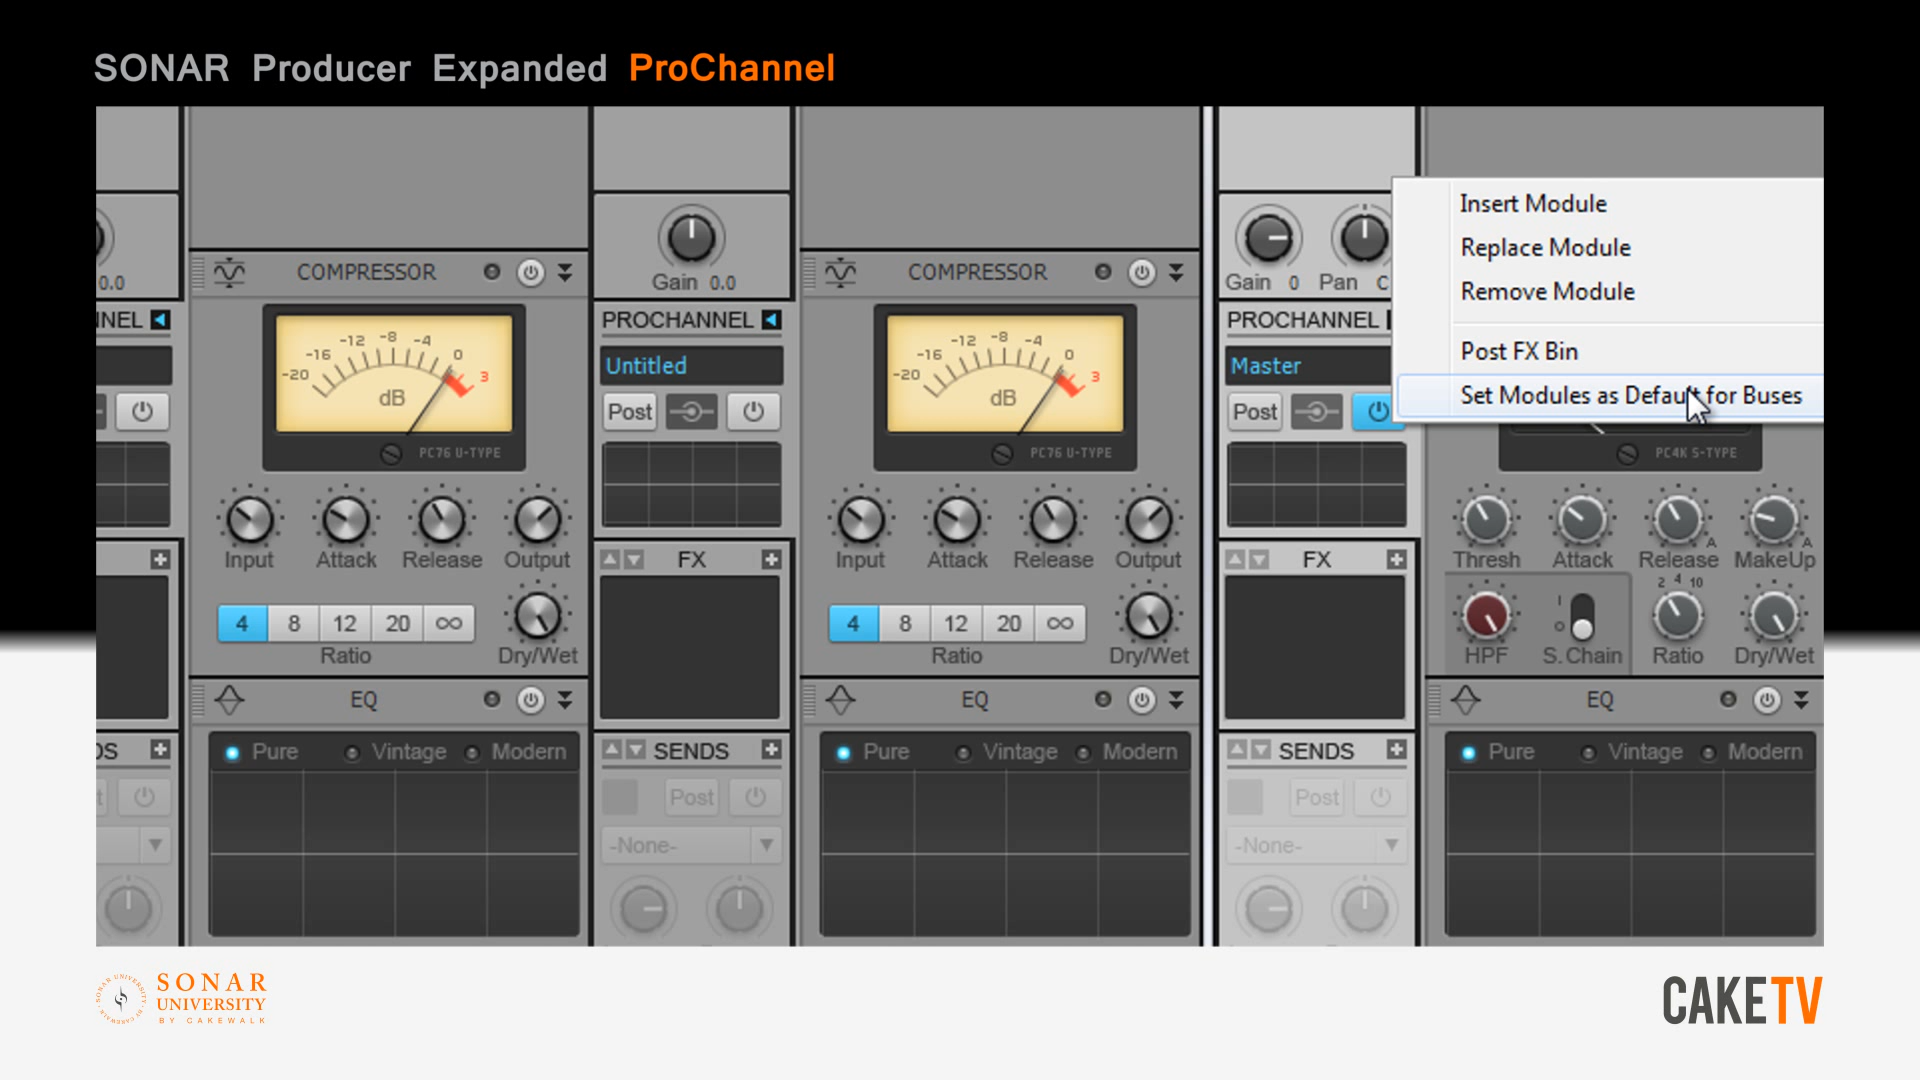 SONAR Producer Expanded ProChannel
0.0
NNEL
DS
COMPRESSOR
-20 -16 -12 -8 -4 0 3
dB
PC76 U-TYPE
Input Attack Release Output
4 8 12 20 ∞
Ratio Dry/Wet
EQ
Pure Vintage Modern
Gain 0.0
PROCHANNEL
Untitled
Post
FX
SENDS
Post
-None-
COMPRESSOR
-20 -16 -12 -8 -4 0 3
dB
PC76 U-TYPE
Input Attack Release Output
4 8 12 20 ∞
Ratio Dry/Wet
EQ
Pure Vintage Modern
Gain 0 Pan C
PROCHANNEL
Master
Post
FX
SENDS
Post
-None-
Insert Module
Replace Module
Remove Module
Post FX Bin
Set Modules as Default for Buses
PC4K S-TYPE
Thresh Attack Release A MakeUp A
2 4 10
I
O
HPF S.Chain Ratio Dry/Wet
EQ
Pure Vintage Modern
SONAR
UNIVERSITY
BY CAKEWALK
CAKETV